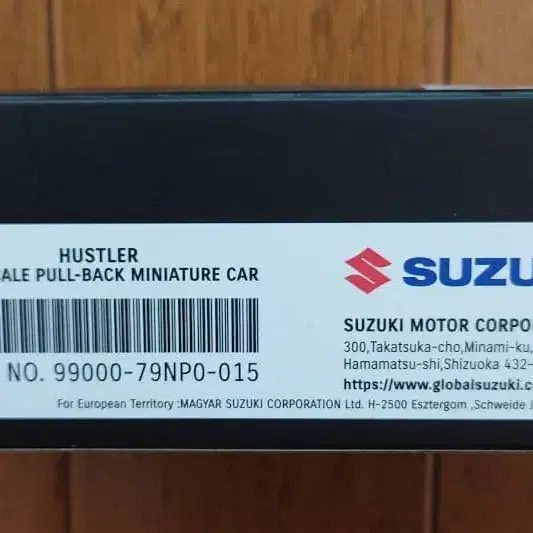 HUSTLER
PULL-BACK MINIATURE CAR
NO. 99000-79NP0-015
For European Territory :MAGYAR SUZUKI CORPORATION Ltd. H-2500 Esztergom ,Schweide J
SUZU
SUZUKI MOTOR CORPO
300,Takatsuka-cho,Minami-ku,
Hamamatsu-shi,Shizuoka 432-
https://www.globalsuzuki.co